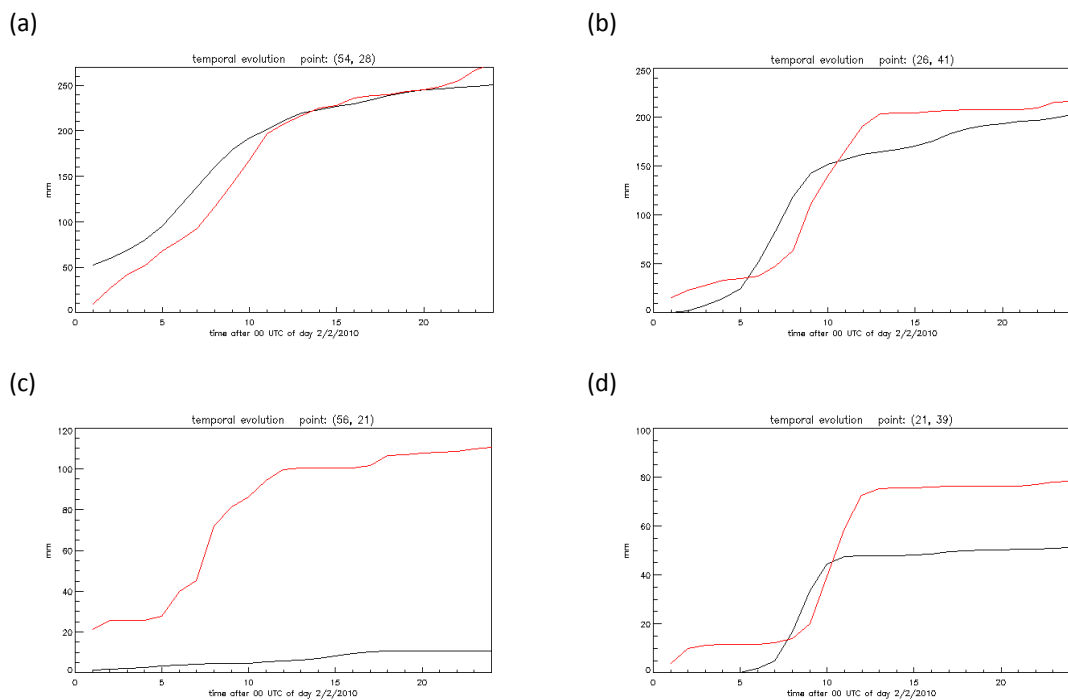 (a)
temporal evolution point: (54, 28)
250
200
150
100
50
0
mm
0 5 10 15 20
time after 00 UTC of day 2/2/2010
(b)
temporal evolution point: (26, 41)
250
200
150
100
50
0
mm
0 5 10 15 20
time after 00 UTC of day 2/2/2010
(c)
temporal evolution point: (56, 21)
120
100
80
60
40
20
0
mm
0 5 10 15 20
time after 00 UTC of day 2/2/2010
(d)
temporal evolution point: (21, 39)
100
80
60
40
20
0
mm
0 5 10 15 20
time after 00 UTC of day 2/2/2010